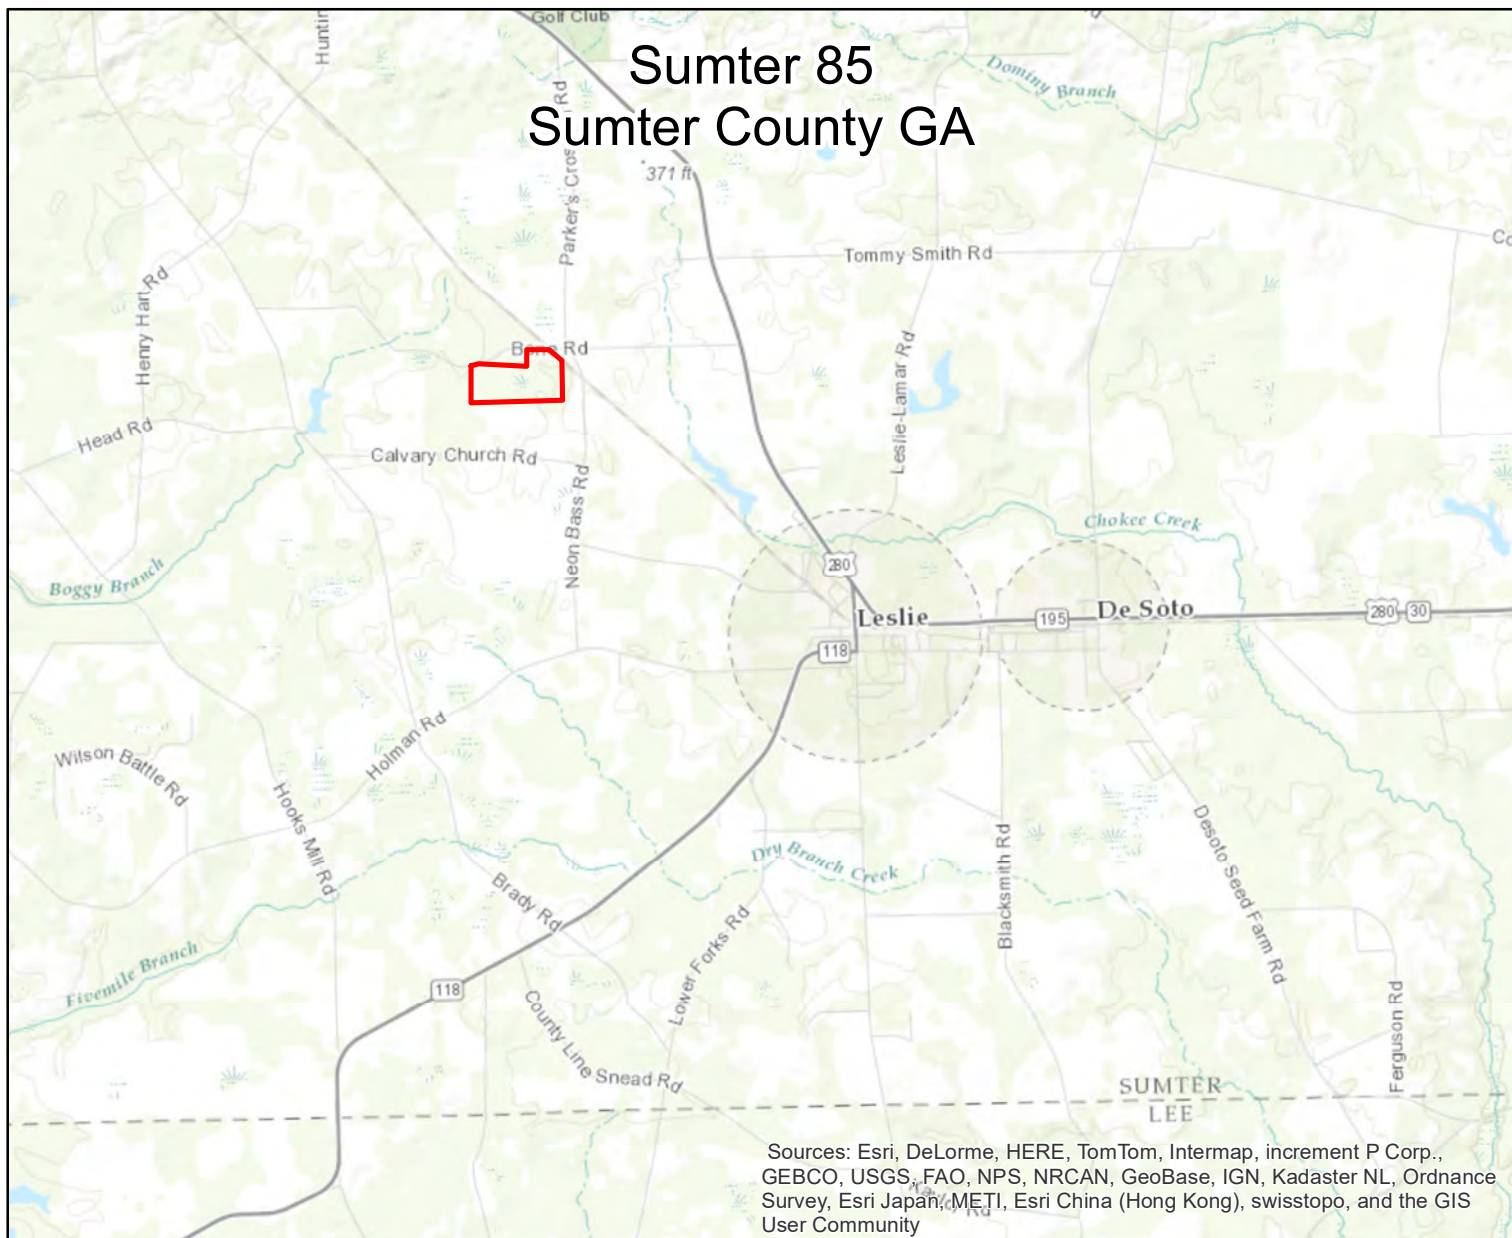 Golf Club
Sumter 85
Sumter County GA
Dominy Branch
Rd
Huntin
Parker's Cros
Rd
371 ft
Tommy Smith Rd
Co
Henry Hart Rd
Rd
Leslie-Lamar Rd
Head Rd
Calvary Church Rd
Neon Bass Rd
Chokee Creek
280
Boggy Branch
Leslie
195
De Soto
280
30
118
Holman Rd
Wilson Battle Rd
Hooks Mill Rd
Dry Branch Creek
Desoto Seed Farm Rd
Blacksmith Rd
Brady Rd
Lower Forks Rd
Fivemile Branch
118
County Line
Snead Rd
Ferguson Rd
SUMTER
LEE
Sources: Esri, DeLorme, HERE, TomTom, Intermap, increment P Corp.,
GEBCO, USGS, FAO, NPS, NRCAN, GeoBase, IGN, Kadaster NL, Ordnance
Survey, Esri Japan, METI, Esri China (Hong Kong), swisstopo, and the GIS
User Community